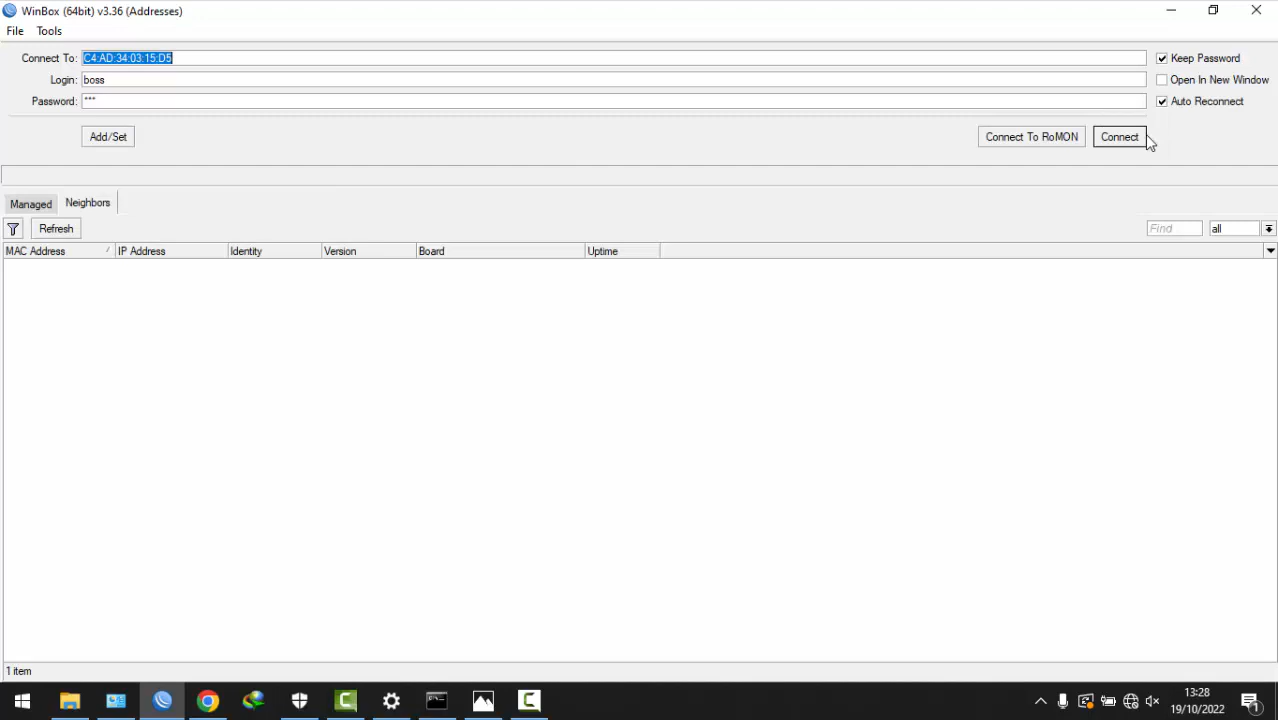 WinBox (64bit) v3.36 (Addresses)
File Tools
Connect To: C4:AD:34:03:15:D5 Keep Password
Login: boss Open In New Window
Password: *** Auto Reconnect
Add/Set Connect To RoMON Connect
Managed Neighbors
Refresh Find all
MAC Address IP Address Identity Version Board Uptime
1 item
13:28
19/10/2022
1